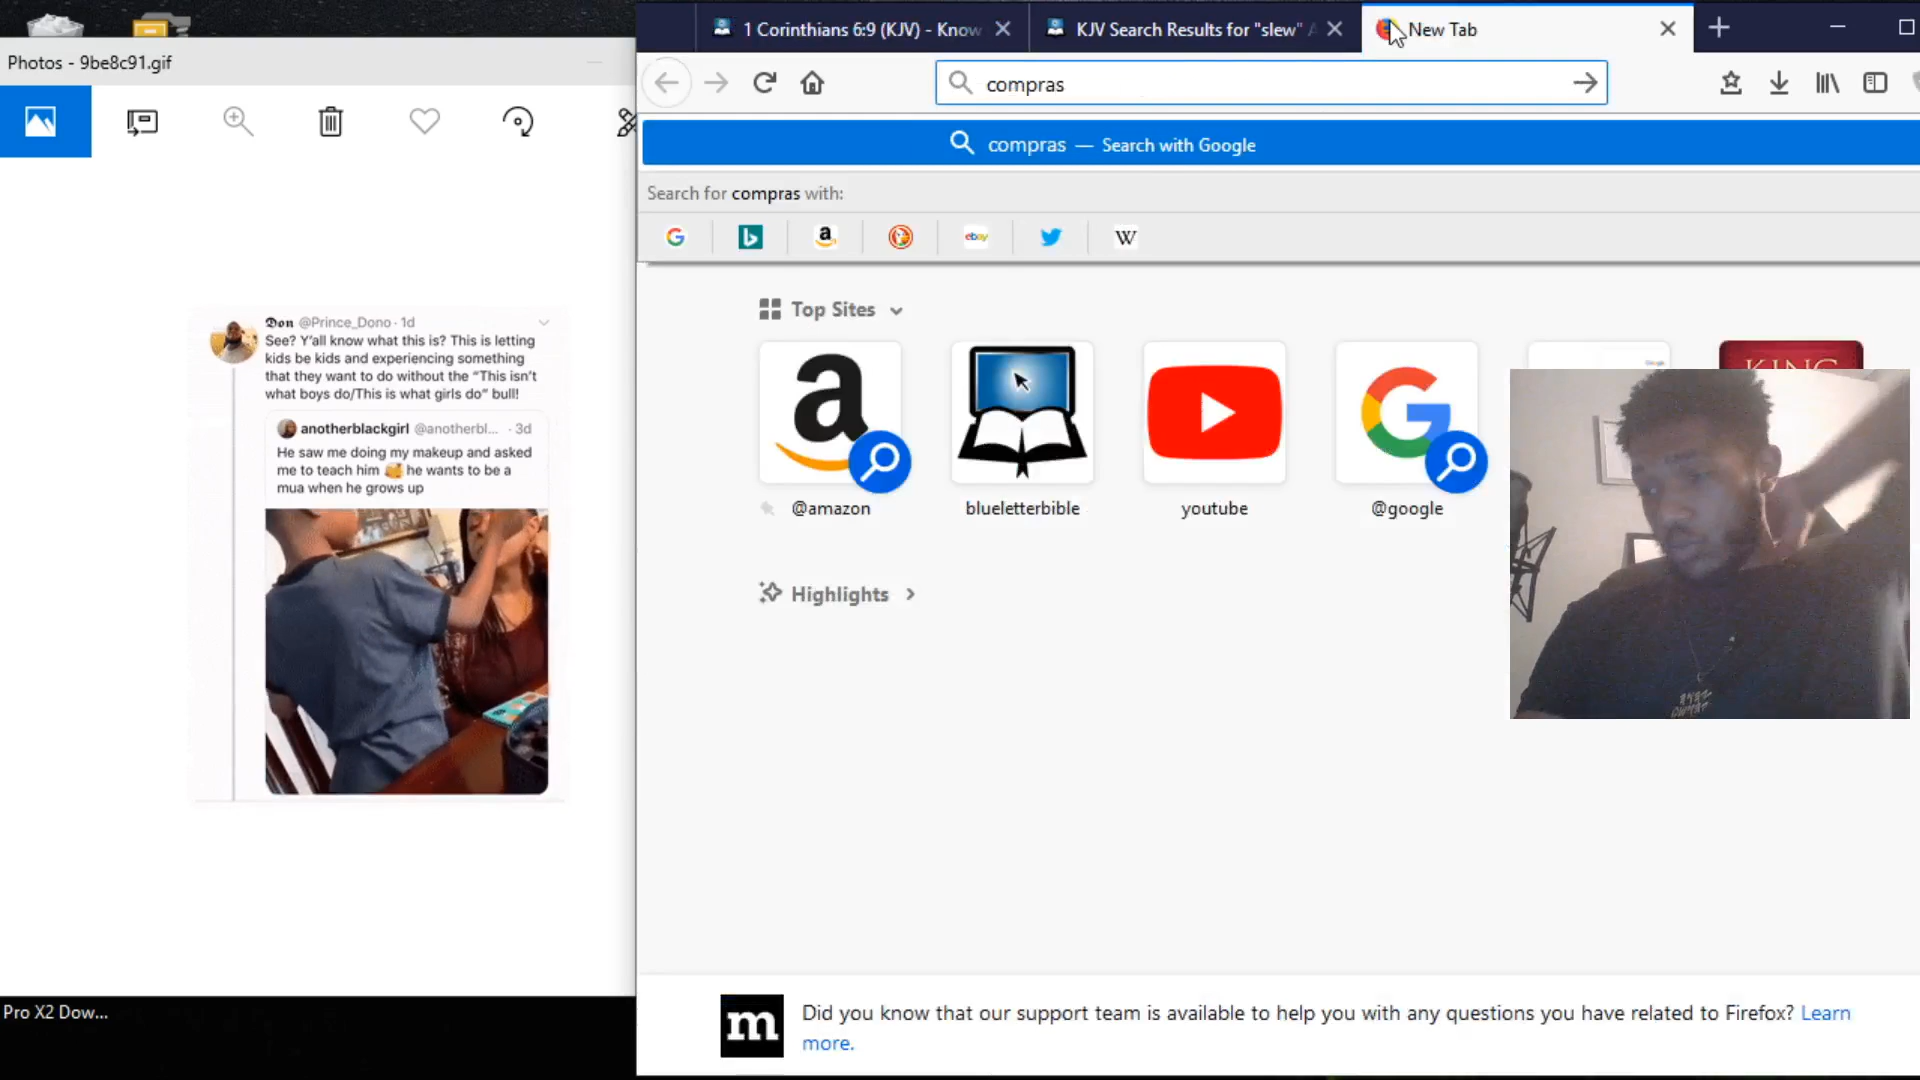 Photos - 9be8c91.gif
1 Corinthians 6:9 (KJV) - Know
KJV Search Results for "slew"
New Tab
compras
compras — Search with Google
Search for compras with:
ebay
W
Top Sites
KING
@amazon
blueletterbible
youtube
@google
Highlights
Don @Prince_Dono · 1d
See? Y'all know what this is? This is letting
kids be kids and experiencing something
that they want to do without the "This isn't
what boys do/This is what girls do" bull!
anotherblackgirl @anotherbl... · 3d
He saw me doing my makeup and asked
me to teach him he wants to be a
mua when he grows up
Pro X2 Dow...
m
Did you know that our support team is available to help you with any questions you have related to Firefox? Learn
more.